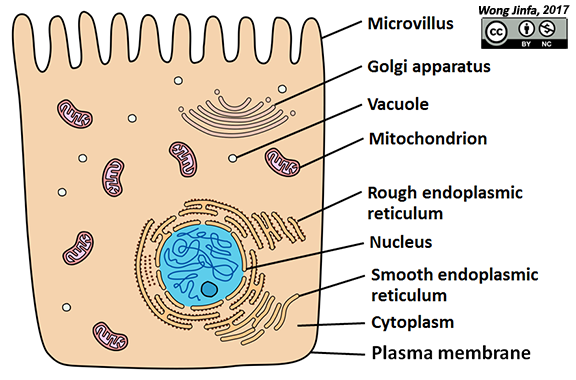 Wong Jinfa, 2017
cc
BY NC
Microvillus
Golgi apparatus
Vacuole
Mitochondrion
Rough endoplasmic
reticulum
Nucleus
Smooth endoplasmic
reticulum
Cytoplasm
Plasma membrane